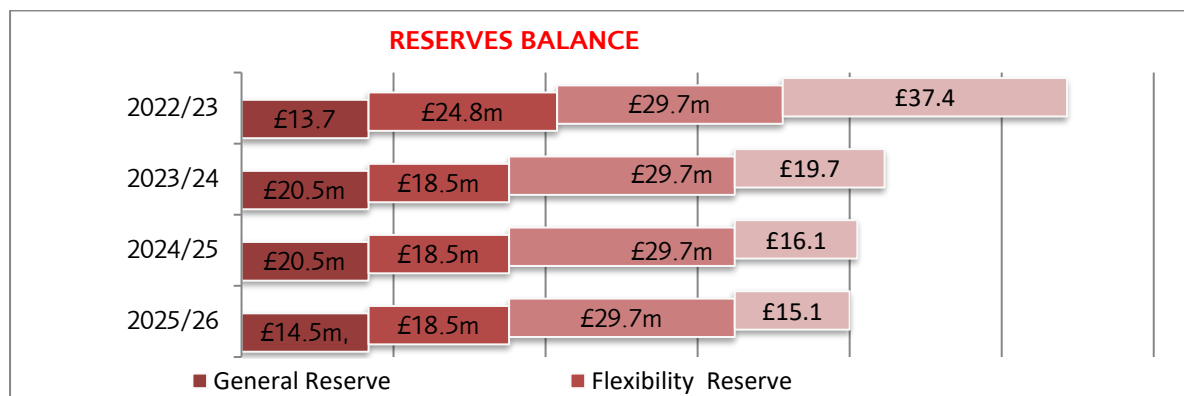 RESERVES BALANCE
2022/23 £13.7 £24.8m £29.7m £37.4
2023/24 £20.5m £18.5m £29.7m £19.7
2024/25 £20.5m £18.5m £29.7m £16.1
2025/26 £14.5m, £18.5m £29.7m £15.1
General Reserve Flexibility Reserve